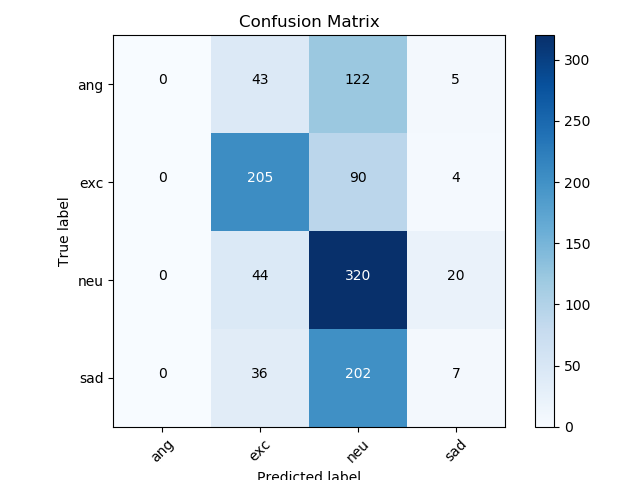 Confusion Matrix
True label
ang 0 43 122 5
exc 0 205 90 4
neu 0 44 320 20
sad 0 36 202 7
ang exc neu sad
Predicted label
300
250
200
150
100
50
0